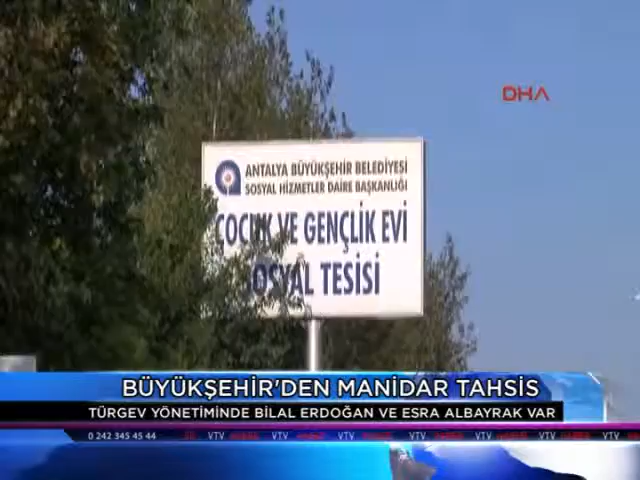 DHA
ANTALYA BÜYÜKŞEHİR BELEDİYESİ
SOSYAL HİZMETLER DAİRE BAŞKANLIĞI
ÇOCUK VE GENÇLİK EVİ
SOSYAL TESİSİ
BÜYÜKŞEHİR'DEN MANİDAR TAHSİS
TÜRGEV YÖNETİMİNDE BİLAL ERDOĞAN VE ESRA ALBAYRAK VAR
0 242 345 45 44 VTV VTV VTV VTV VTV VTV VTV